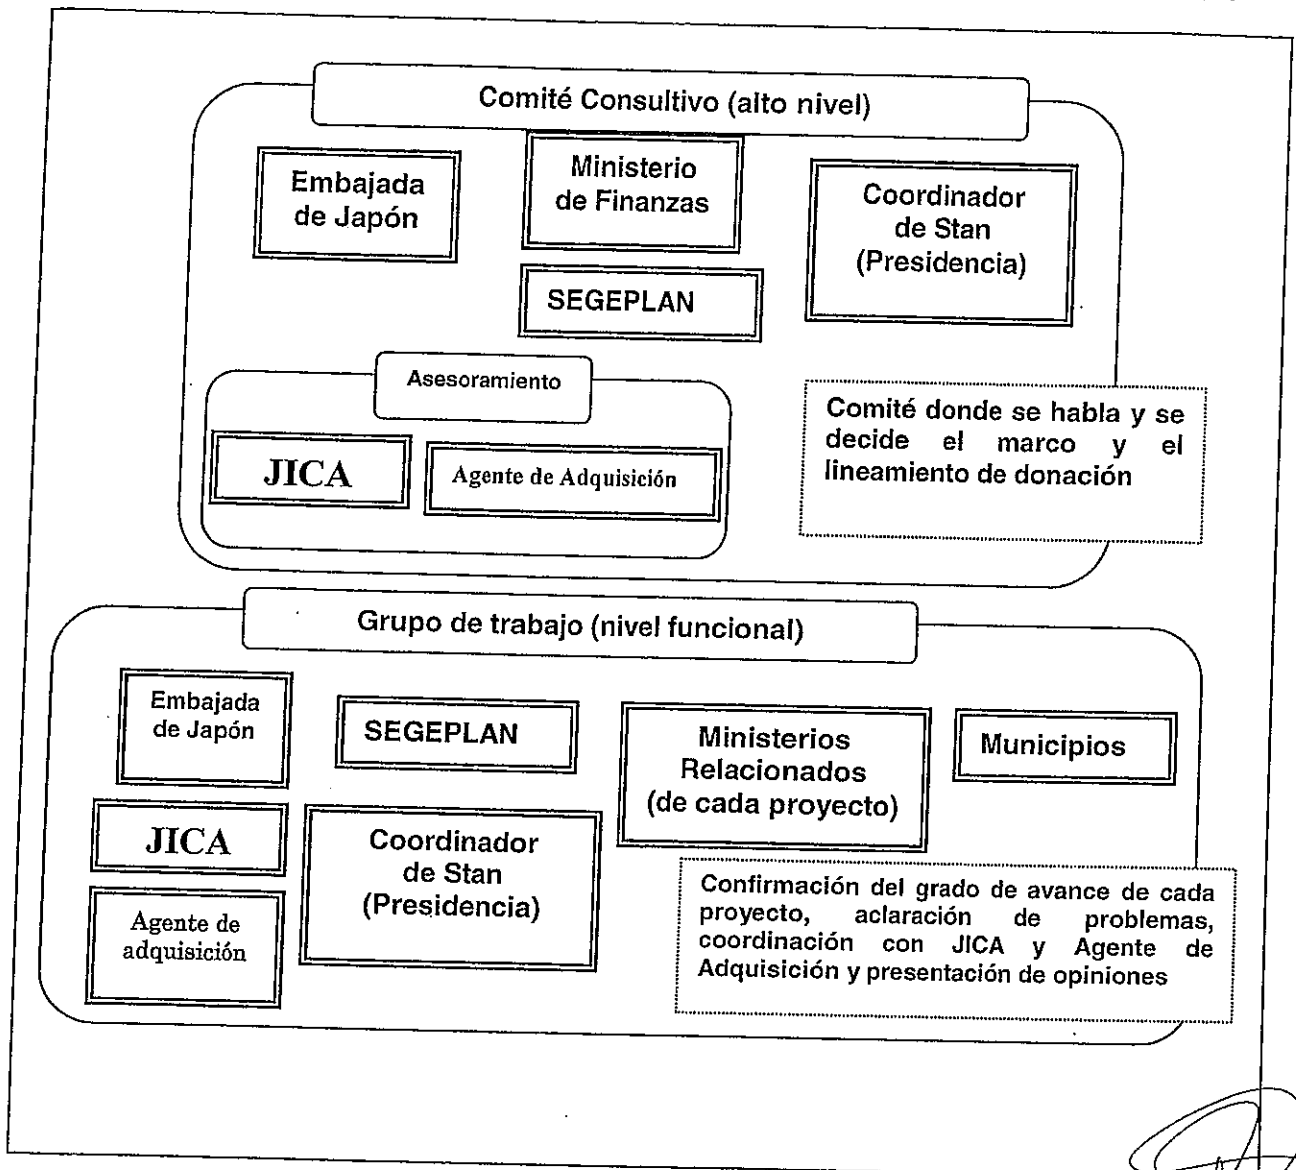 Comité Consultivo (alto nivel)
Embajada
de Japón
Ministerio
de Finanzas
Coordinador
de Stan
(Presidencia)
SEGEPLAN
Asesoramiento
JICA
Agente de Adquisición
Comité donde se habla y se
decide el marco y el
lineamiento de donación
Grupo de trabajo (nivel funcional)
Embajada
de Japón
SEGEPLAN
Ministerios
Relacionados
(de cada proyecto)
Municipios
JICA
Coordinador
de Stan
(Presidencia)
Agente de
adquisición
Confirmación del grado de avance de cada
proyecto, aclaración de problemas,
coordinación con JICA y Agente de
Adquisición y presentación de opiniones